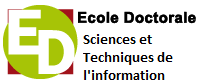 ED
Ecole Doctorale
Sciences et
Techniques de
l'information